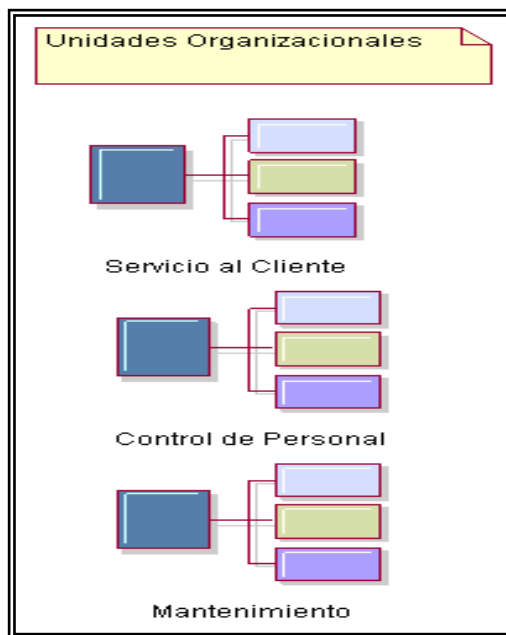 Unidades Organizacionales
Servicio al Cliente
Control de Personal
Mantenimiento